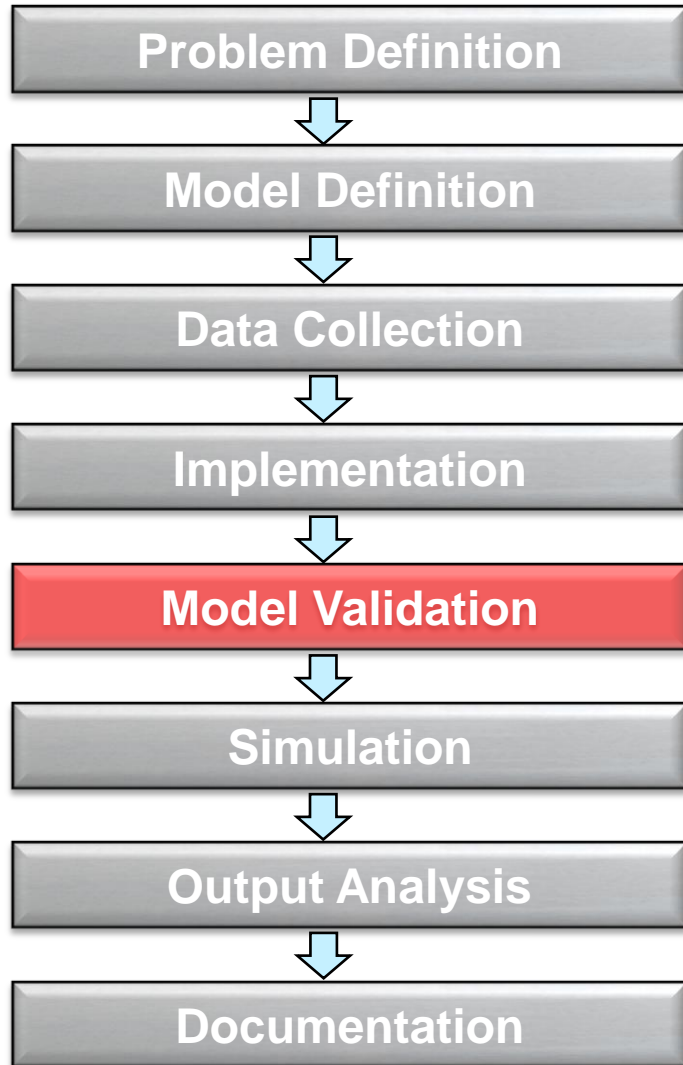 Problem Definition
Model Definition
Data Collection
Implementation
Model Validation
Simulation
Output Analysis
Documentation